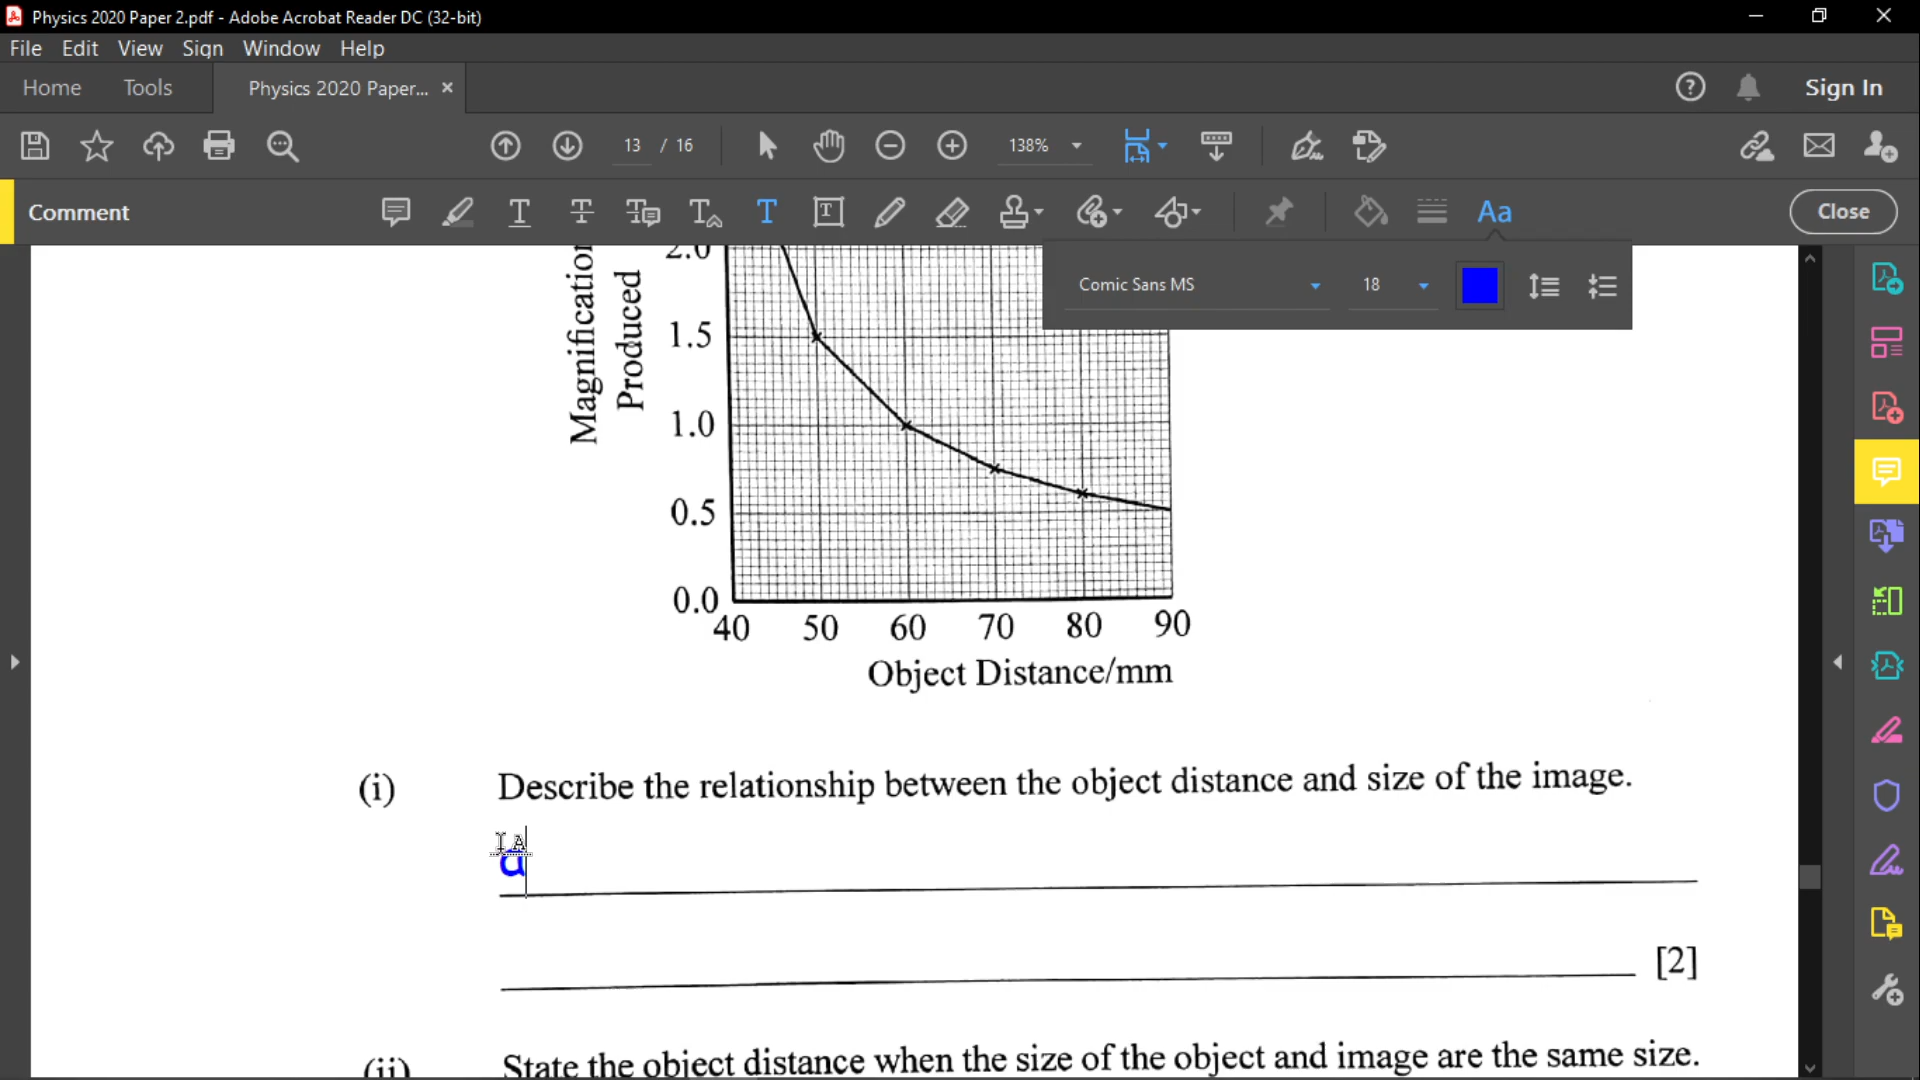 Physics 2020 Paper 2.pdf - Adobe Acrobat Reader DC (32-bit)
File Edit View Sign Window Help
Home Tools Physics 2020 Paper... × Sign In
13 / 16 138%
Comment Close
Comic Sans MS 18
Magnification
Produced
2.0
1.5
1.0
0.5
0.0
40 50 60 70 80 90
Object Distance/mm
(i) Describe the relationship between the object distance and size of the image.
a
[2]
(ii) State the object distance when the size of the object and image are the same size.